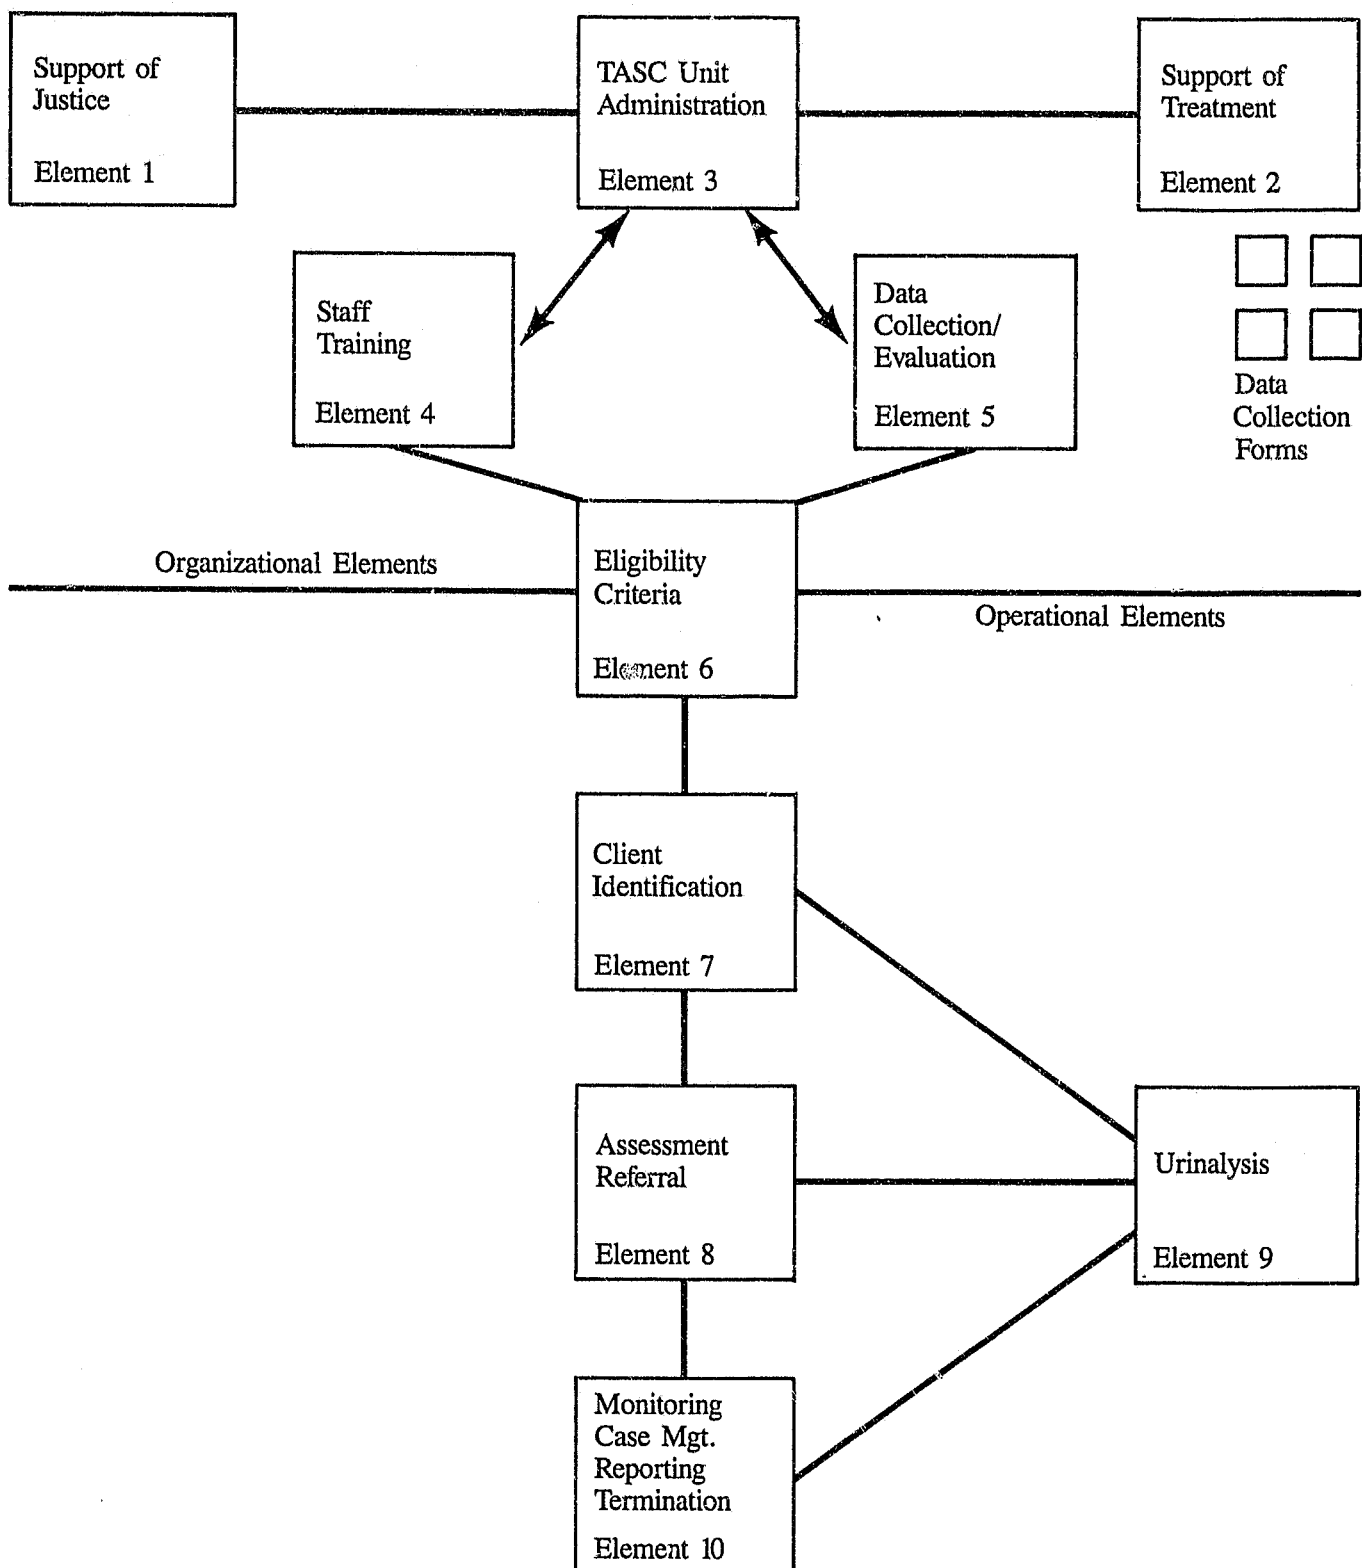 Support of
Justice
Element 1
TASC Unit
Administration
Element 3
Support of
Treatment
Element 2
Staff
Training
Element 4
Data
Collection/
Evaluation
Element 5
Data
Collection
Forms
Organizational Elements
Eligibility
Criteria
Element 6
Operational Elements
Client
Identification
Element 7
Assessment
Referral
Element 8
Urinalysis
Element 9
Monitoring
Case Mgt.
Reporting
Termination
Element 10